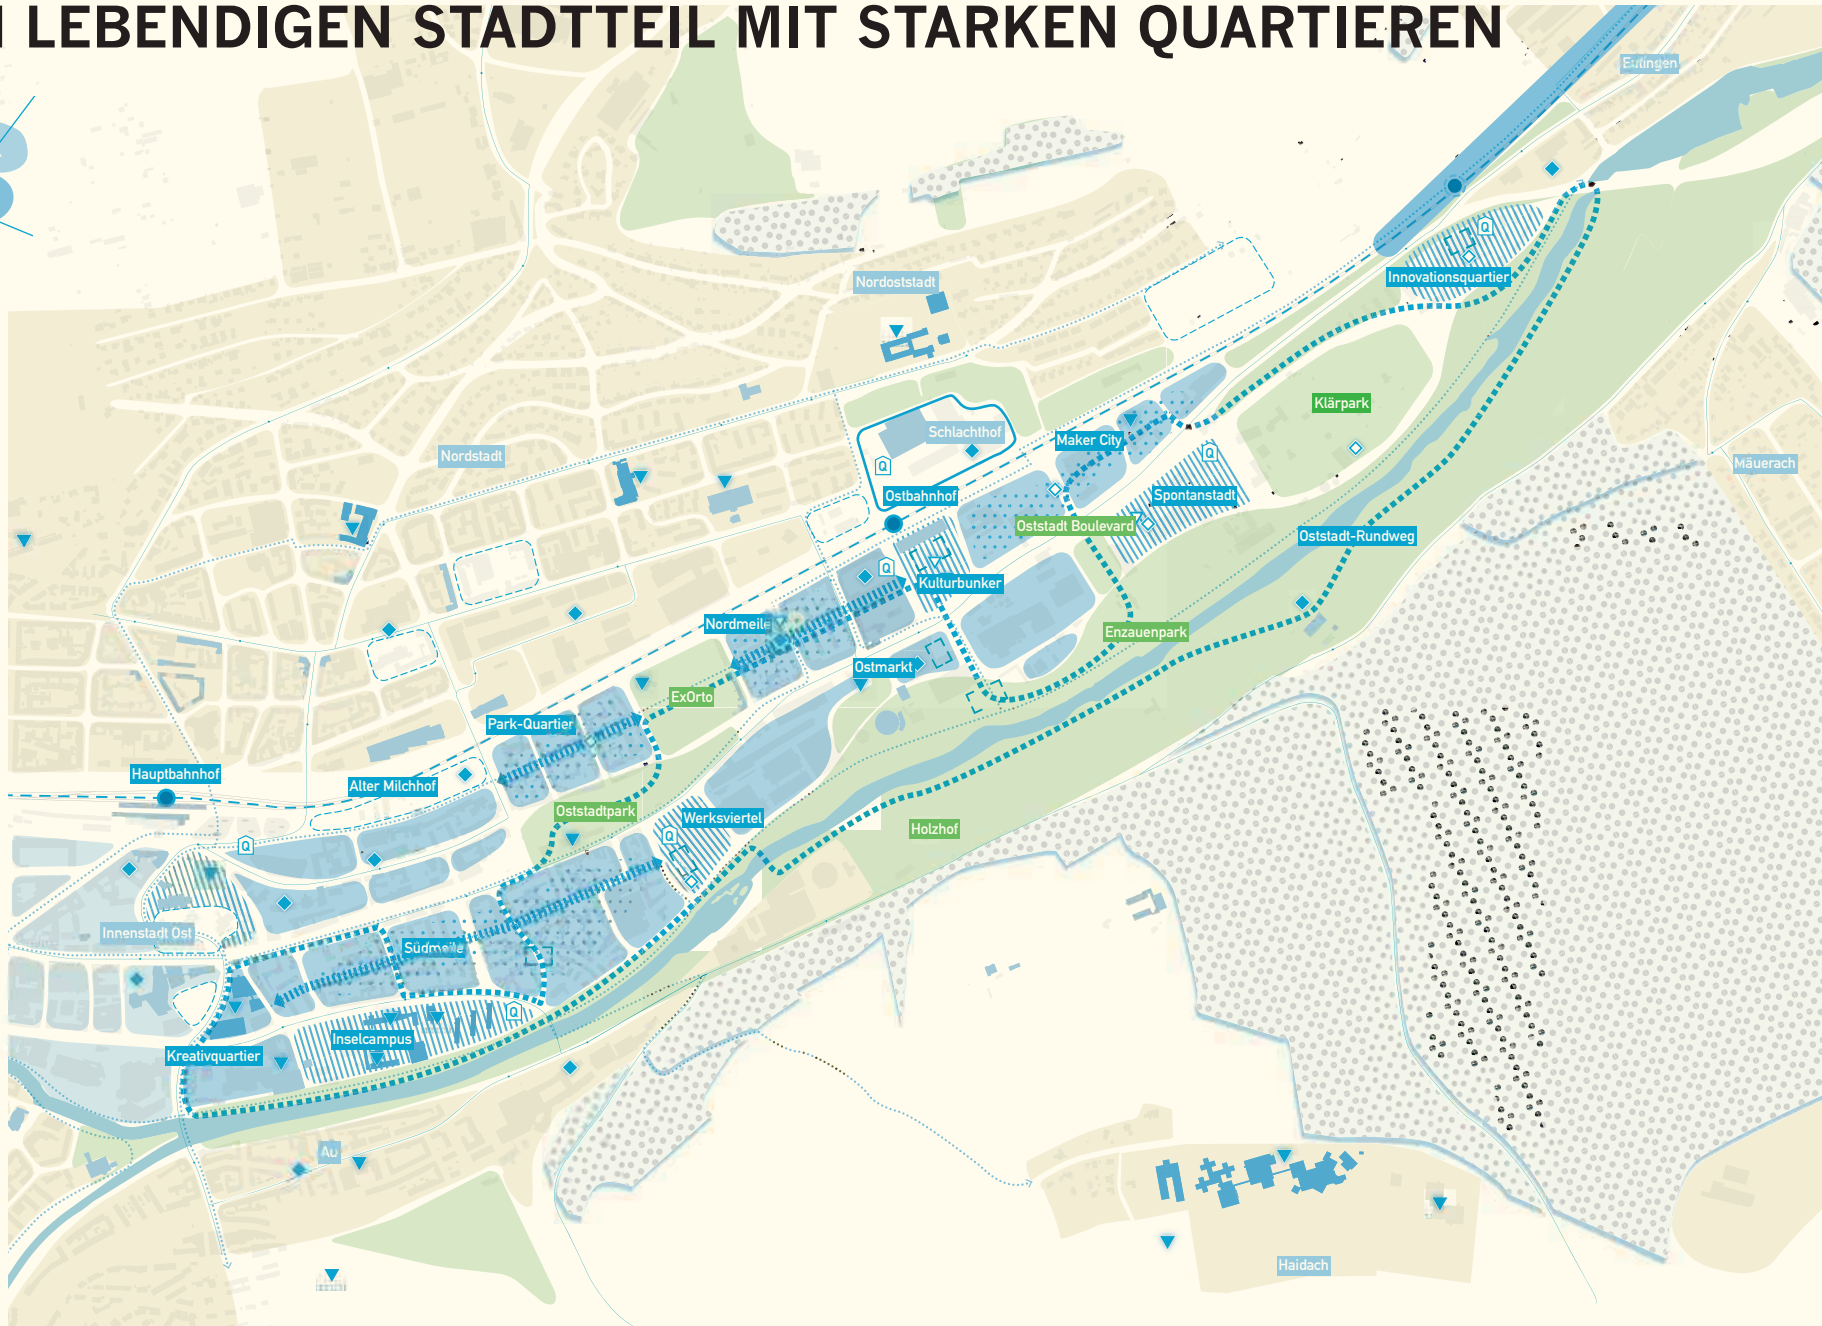 LEBENDIGEN STADTTEIL MIT STARKEN QUARTIEREN
Eutingen
Innovationsquartier
Nordoststadt
Klärpark
Schlachthof
Maker City
Nordstadt
Mäuerach
Ostbahnhof
Spontanstadt
Oststadt Boulevard
Oststadt-Rundweg
Kulturbunker
Nordmeile
Enzauenpark
Ostmarkt
ExOrto
Park-Quartier
Hauptbahnhof
Alter Milchhof
Oststadtpark
Werksviertel
Holzhof
Innenstadt Ost
Südmeile
Inselcampus
Kreativquartier
Au
Haidach
Q
Q
Q
Q
Q
Q
Q